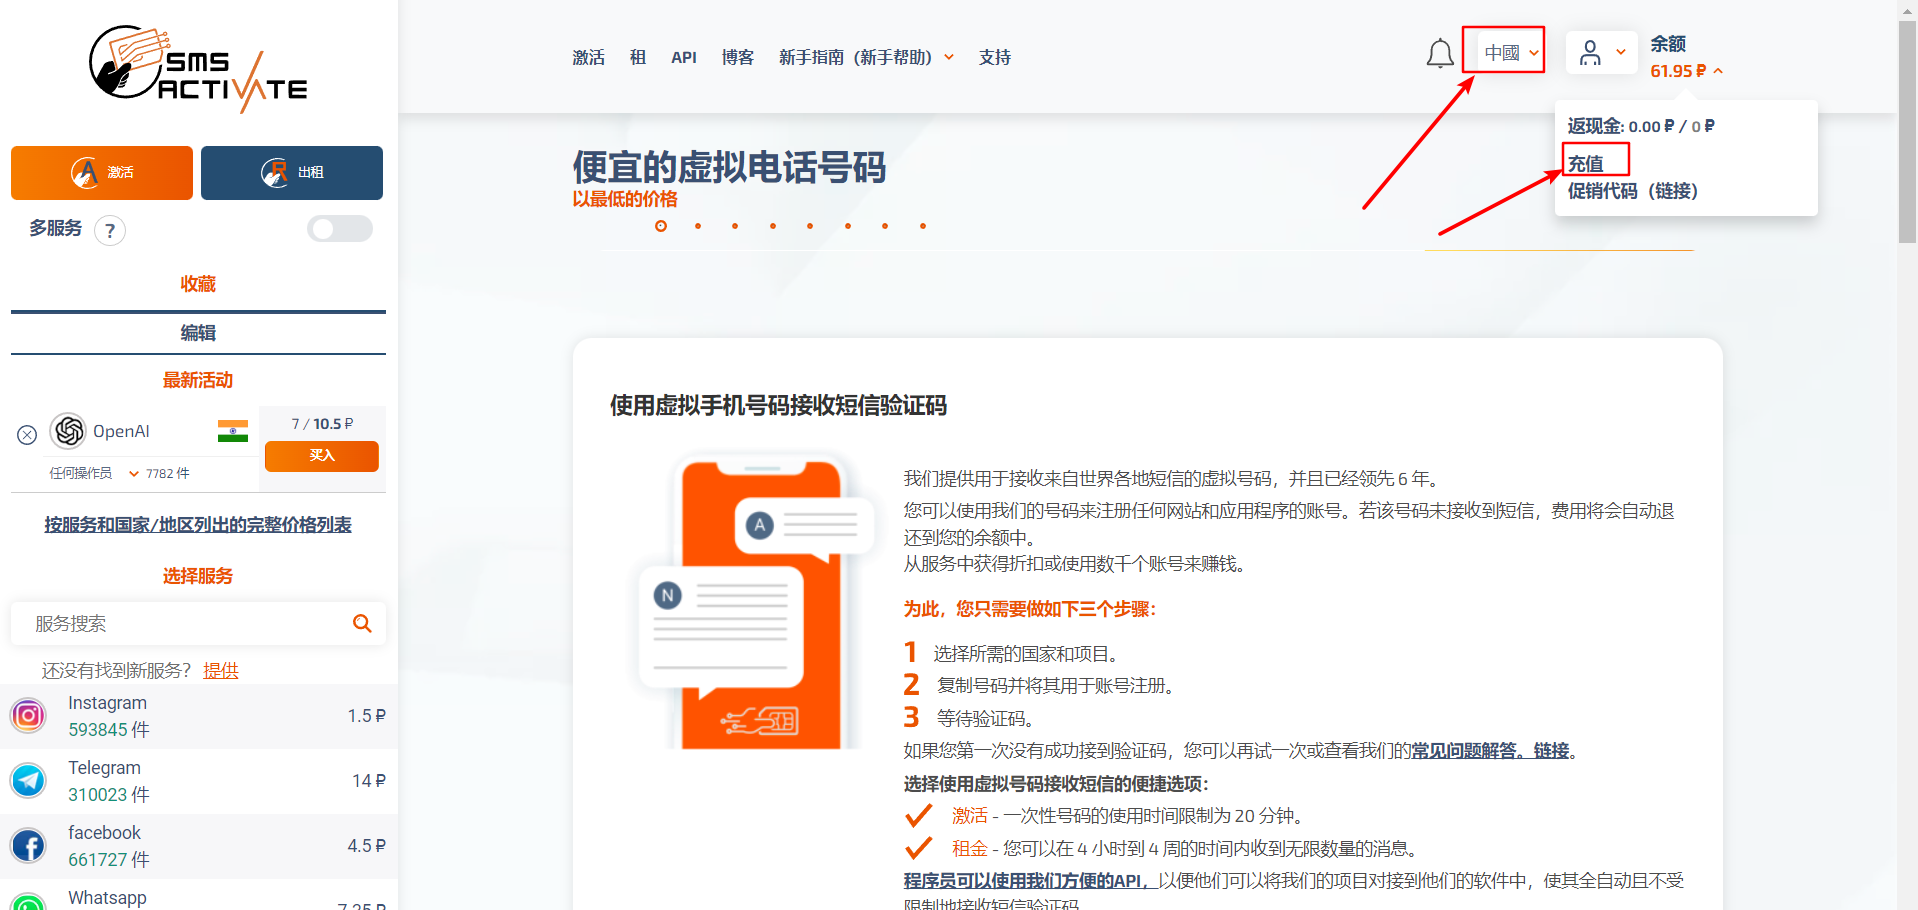 SMS
ACTIVATE
激活
出租
多服务
?
收藏
编辑
最新活动
OpenAI
7 / 10.5 ₽
买入
任何操作员
7782 件
按服务和国家/地区列出的完整价格列表
选择服务
服务搜索
还没有找到新服务? 提供
Instagram
593845 件
1.5 ₽
Telegram
310023 件
14 ₽
facebook
661727 件
4.5 ₽
Whatsapp
激活
租
API
博客
新手指南（新手帮助）
支持
中國
余额
61.95 ₽
返现金: 0.00 ₽ / 0 ₽
充值
促销代码（链接）
便宜的虚拟电话号码
以最低的价格
使用虚拟手机号码接收短信验证码
A
N
我们提供用于接收来自世界各地短信的虚拟号码，并且已经领先 6 年。
您可以使用我们的号码来注册任何网站和应用程序的账号。若该号码未接收到短信，费用将会自动退
还到您的余额中。
从服务中获得折扣或使用数千个账号来赚钱。
为此，您只需要做如下三个步骤：
1 选择所需的国家和项目。
2 复制号码并将其用于账号注册。
3 等待验证码。
如果您第一次没有成功接到验证码，您可以再试一次或查看我们的常见问题解答。链接。
选择使用虚拟号码接收短信的便捷选项：
激活 - 一次性号码的使用时间限制为 20 分钟。
租金 - 您可以在 4 小时到 4 周的时间内收到无限数量的消息。
程序员可以使用我们方便的API，以便他们可以将我们的项目对接到他们的软件中，使其全自动且不受
限制地接收短信验证码